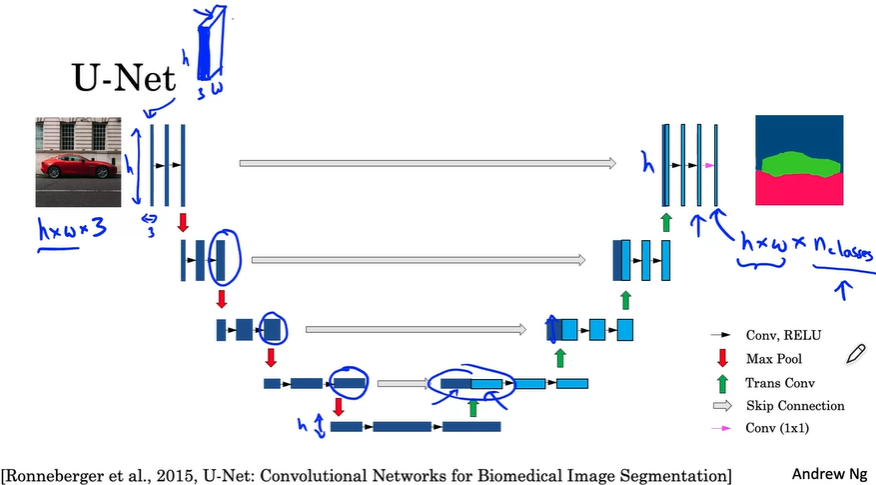 h
U-Net
3 w
h
h
3
h×w×3
h×w×nclasses
Conv, RELU
Max Pool
Trans Conv
Skip Connection
Conv (1x1)
h
[Ronneberger et al., 2015, U-Net: Convolutional Networks for Biomedical Image Segmentation]
Andrew Ng